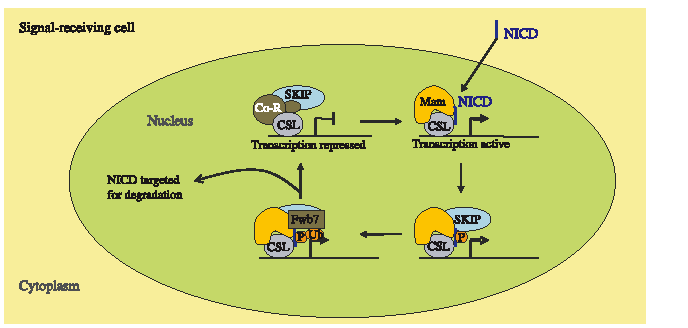 Signal-receiving cell
NICD
SKIP
Co-R
CSL
Transcription repressed
Nucleus
Mam
NICD
CSL
Transcription active
NICD targeted
for degradation
Fwb7
P Ub
CSL
SKIP
P
CSL
Cytoplasm